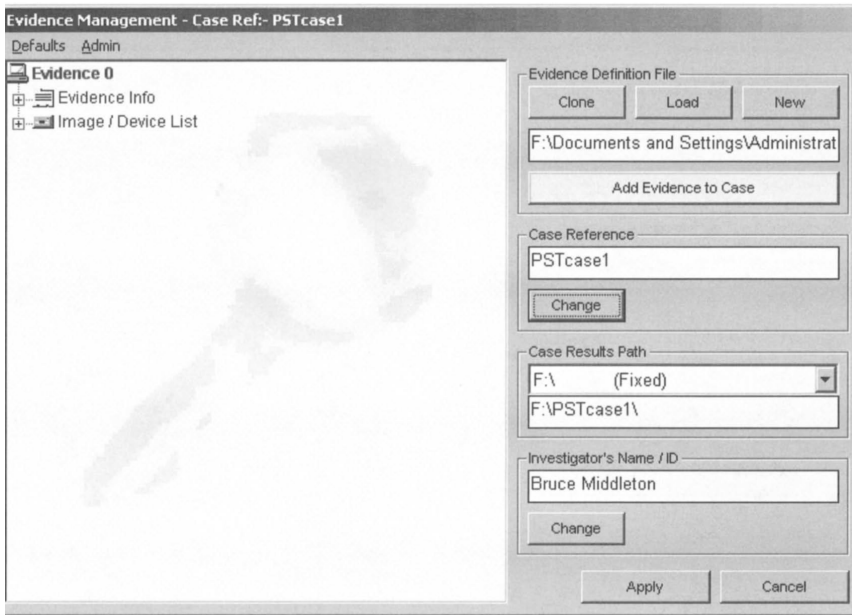 Evidence Management - Case Ref:- PSTcase1
Defaults Admin
Evidence 0
Evidence Info
Image / Device List
Evidence Definition File
Clone Load New
F:\Documents and Settings\Administrat
Add Evidence to Case
Case Reference
PSTcase1
Change
Case Results Path
F:\ (Fixed)
F:\PSTcase1\
Investigator's Name / ID
Bruce Middleton
Change
Apply Cancel